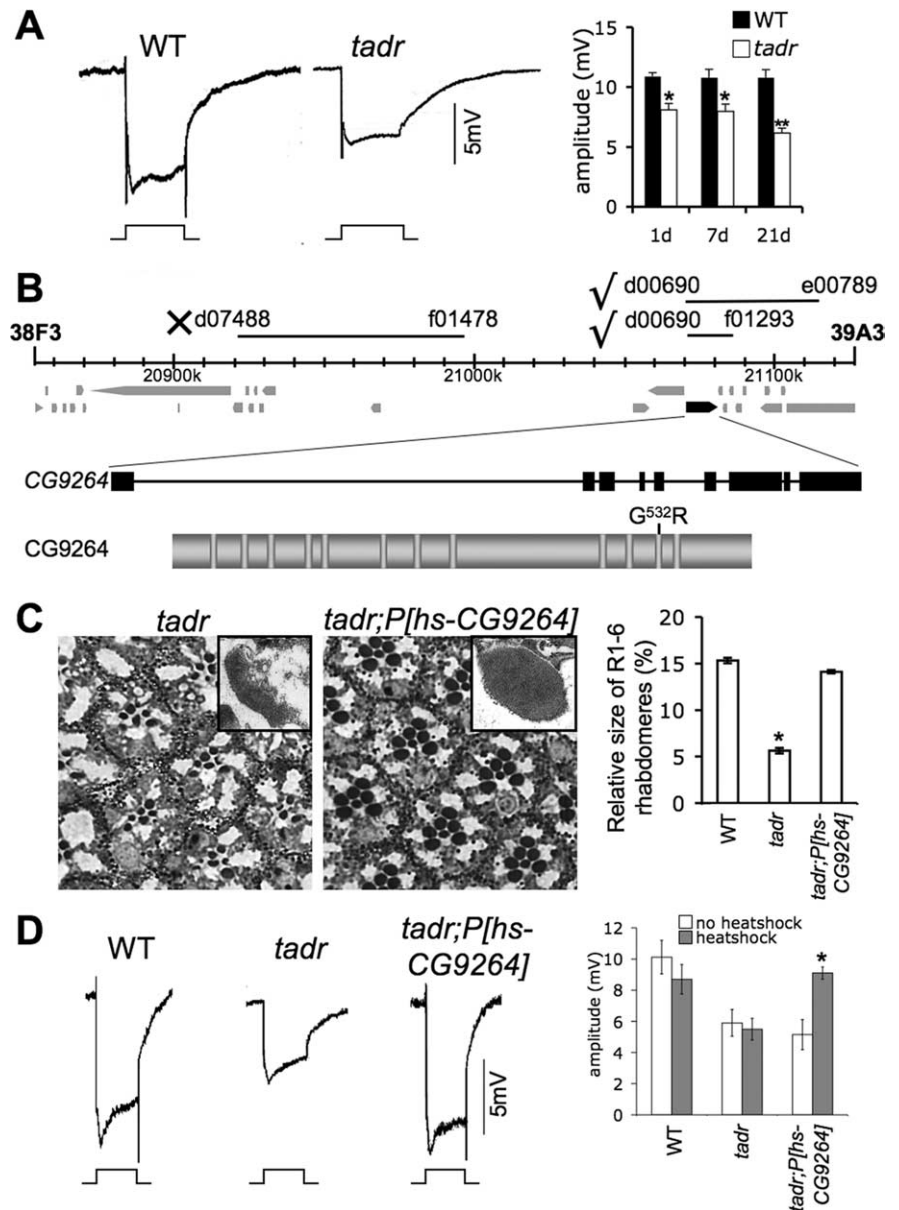 A
WT
tadr
5mV
amplitude (mV)
15
10
5
0
WT
tadr
*
*
**
1d 7d 21d
B
√ d00690 e00789
X d07488 f01478
√ d00690 f01293
38F3
39A3
20900k 21000k 21100k
CG9264
G532R
CG9264
C
tadr
tadr;P[hs-CG9264]
Relative size of R1-6
rhabdomeres (%)
20
15
10
5
0
*
WT
tadr
tadr;P[hs-
CG9264]
D
WT
tadr
tadr;P[hs-
CG9264]
5mV
amplitude (mV)
12
10
8
6
4
2
0
no heatshock
heatshock
*
WT
tadr
tadr;P[hs-
CG9264]